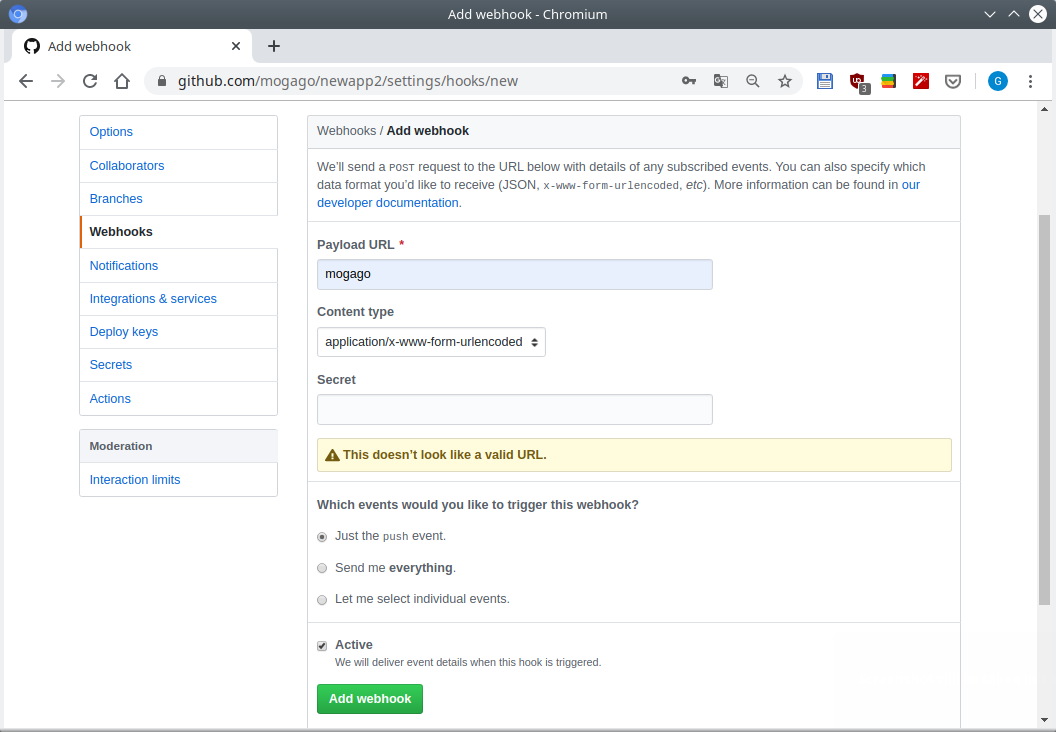 Add webhook - Chromium
Add webhook
github.com/mogago/newapp2/settings/hooks/new
3
G
Options
Collaborators
Branches
Webhooks
Notifications
Integrations & services
Deploy keys
Secrets
Actions
Moderation
Interaction limits
Webhooks / Add webhook
We’ll send a POST request to the URL below with details of any subscribed events. You can also specify which
data format you’d like to receive (JSON, x-www-form-urlencoded, etc). More information can be found in our
developer documentation.
Payload URL *
mogago
Content type
application/x-www-form-urlencoded
Secret
This doesn’t look like a valid URL.
Which events would you like to trigger this webhook?
Just the push event.
Send me everything.
Let me select individual events.
Active
We will deliver event details when this hook is triggered.
Add webhook